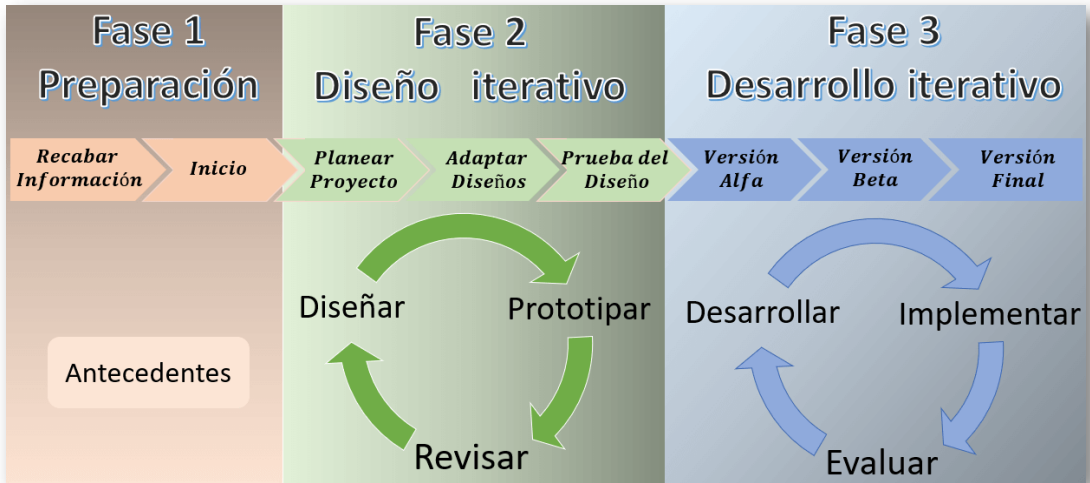 Fase 1
Preparación
Fase 2
Diseño iterativo
Fase 3
Desarrollo iterativo
Recabar
Información
Inicio
Planear
Proyecto
Adaptar
Diseños
Prueba del
Diseño
Versión
Alfa
Versión
Beta
Versión
Final
Antecedentes
Diseñar
Prototipar
Revisar
Desarrollar
Implementar
Evaluar